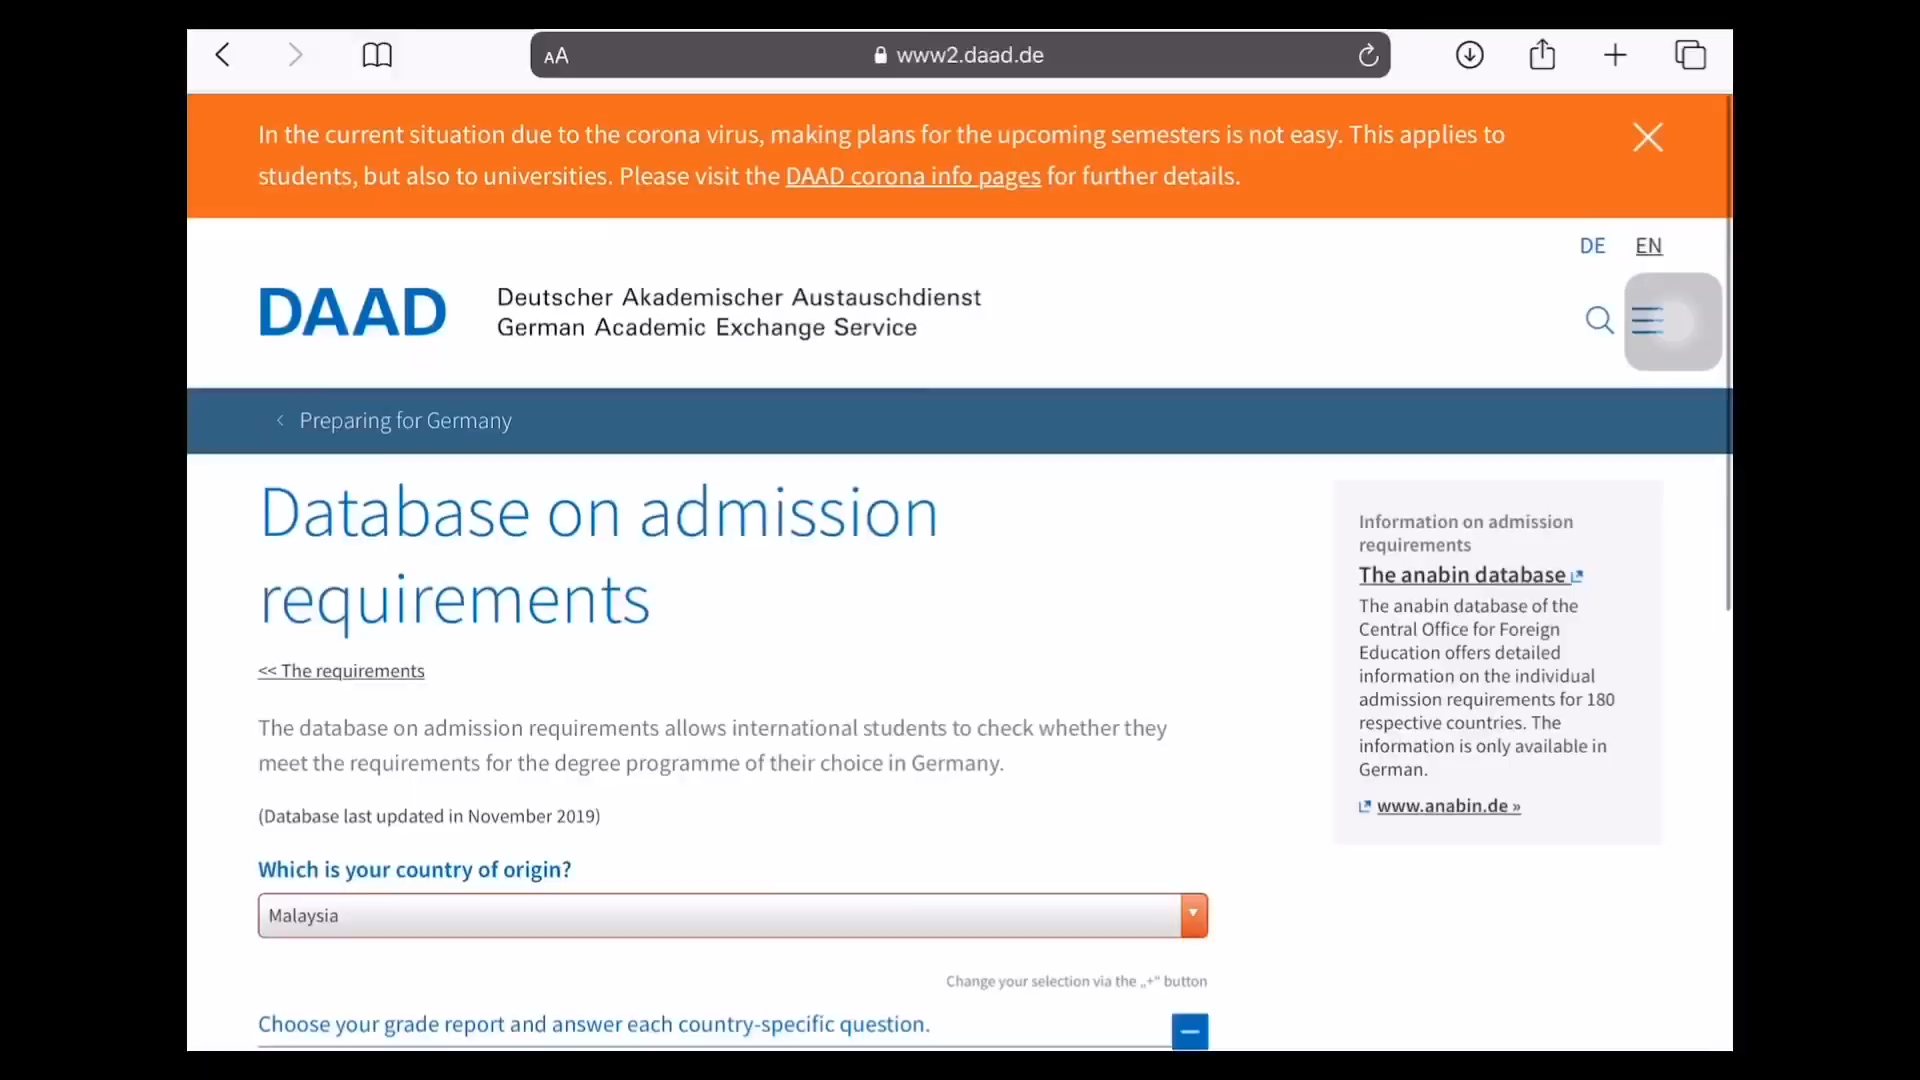 AA
www2.daad.de
In the current situation due to the corona virus, making plans for the upcoming semesters is not easy. This applies to
students, but also to universities. Please visit the DAAD corona info pages for further details.
DE EN
DAAD
Deutscher Akademischer Austauschdienst
German Academic Exchange Service
< Preparing for Germany
Database on admission
requirements
<< The requirements
The database on admission requirements allows international students to check whether they
meet the requirements for the degree programme of their choice in Germany.
(Database last updated in November 2019)
Which is your country of origin?
Malaysia
Change your selection via the „+“ button
Choose your grade report and answer each country-specific question.
Information on admission
requirements
The anabin database
The anabin database of the
Central Office for Foreign
Education offers detailed
information on the individual
admission requirements for 180
respective countries. The
information is only available in
German.
www.anabin.de »